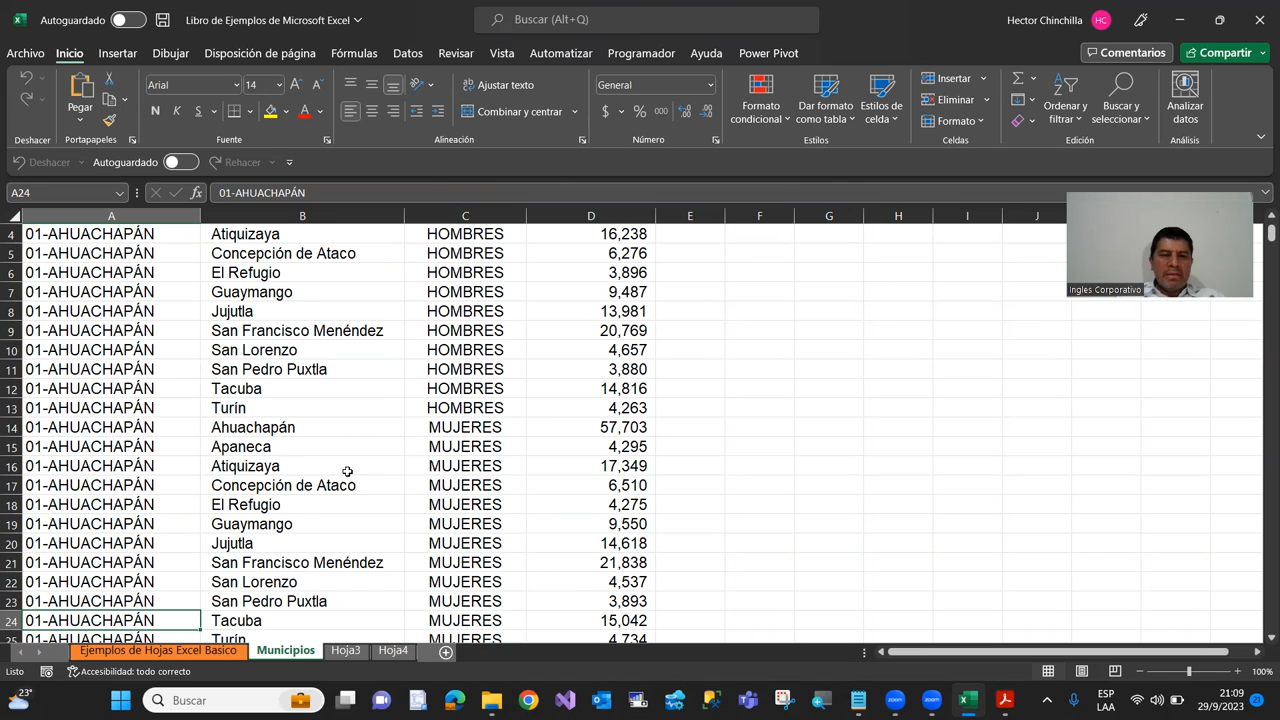 Autoguardado Libro de Ejemplos de Microsoft Excel Buscar (Alt+Q) Hector Chinchilla HC
Archivo Inicio Insertar Dibujar Disposición de página Fórmulas Datos Revisar Vista Automatizar Programador Ayuda Power Pivot Comentarios Compartir
Pegar Arial 14 Ajustar texto General Formato condicional Dar formato como tabla Estilos de celda Insertar Ordenar y filtrar Buscar y seleccionar Analizar datos
N K S Combinar y centrar $ % 000 Eliminar
Formato
Deshacer Portapapeles Fuente Alineación Número Estilos Celdas Edición Análisis
Deshacer Autoguardado Rehacer
A24 fx 01-AHUACHAPÁN
A B C D E F G H I J
4 01-AHUACHAPÁN Atiquizaya HOMBRES 16,238
5 01-AHUACHAPÁN Concepción de Ataco HOMBRES 6,276
6 01-AHUACHAPÁN El Refugio HOMBRES 3,896
7 01-AHUACHAPÁN Guaymango HOMBRES 9,487
8 01-AHUACHAPÁN Jujutla HOMBRES 13,981
9 01-AHUACHAPÁN San Francisco Menéndez HOMBRES 20,769
10 01-AHUACHAPÁN San Lorenzo HOMBRES 4,657
11 01-AHUACHAPÁN San Pedro Puxtla HOMBRES 3,880
12 01-AHUACHAPÁN Tacuba HOMBRES 14,816
13 01-AHUACHAPÁN Turín HOMBRES 4,263
14 01-AHUACHAPÁN Ahuachapán MUJERES 57,703
15 01-AHUACHAPÁN Apaneca MUJERES 4,295
16 01-AHUACHAPÁN Atiquizaya MUJERES 17,349
17 01-AHUACHAPÁN Concepción de Ataco MUJERES 6,510
18 01-AHUACHAPÁN El Refugio MUJERES 4,275
19 01-AHUACHAPÁN Guaymango MUJERES 9,550
20 01-AHUACHAPÁN Jujutla MUJERES 14,618
21 01-AHUACHAPÁN San Francisco Menéndez MUJERES 21,838
22 01-AHUACHAPÁN San Lorenzo MUJERES 4,537
23 01-AHUACHAPÁN San Pedro Puxtla MUJERES 3,893
24 01-AHUACHAPÁN Tacuba MUJERES 15,042
25 01-AHUACHAPÁN Turín MUJERES 4,734
Ingles Corporativo
Ejemplos de Hojas Excel Basico Municipios Hoja3 Hoja4
Listo Accesibilidad: todo correcto 100%
23° Buscar ESP LAA 21:09 29/9/2023 21